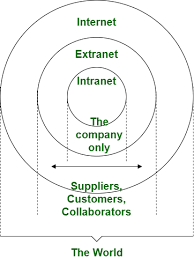 Internet
Extranet
Intranet
The
company
only
Suppliers,
Customers,
Collaborators
The World